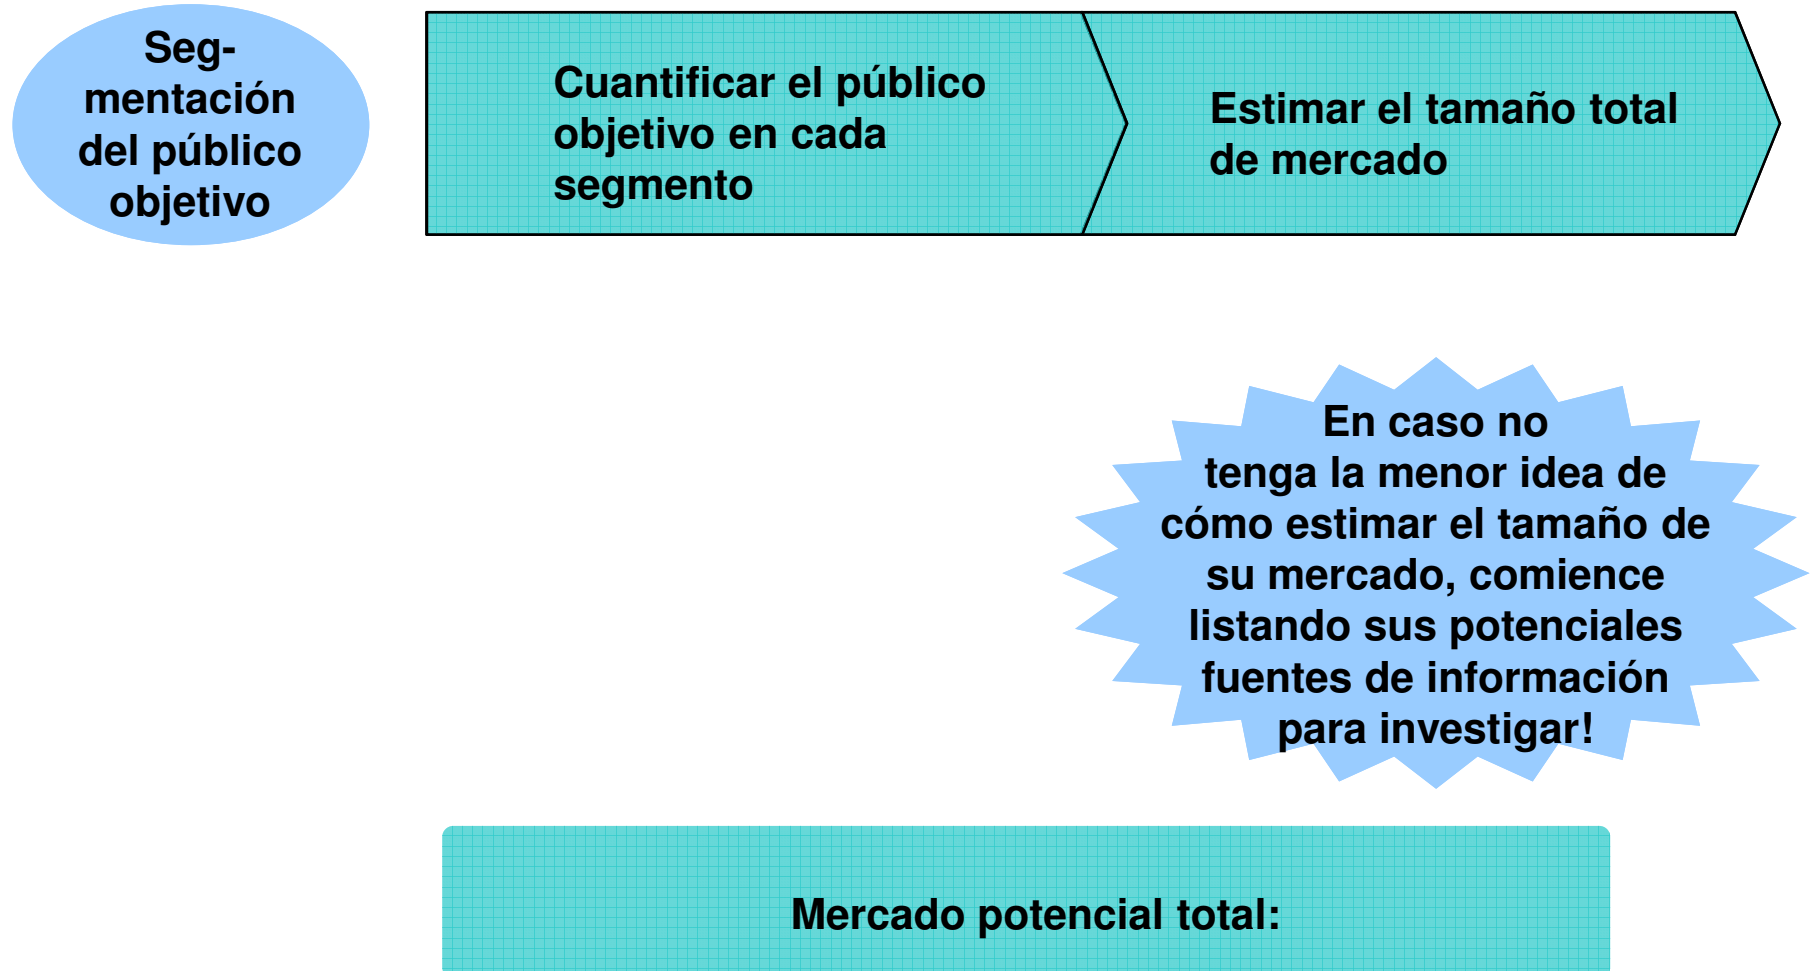 Seg-
mentación
del público
objetivo
Cuantificar el público
objetivo en cada
segmento
Estimar el tamaño total
de mercado
En caso no
tenga la menor idea de
cómo estimar el tamaño de
su mercado, comience
listando sus potenciales
fuentes de información
para investigar!
Mercado potencial total: